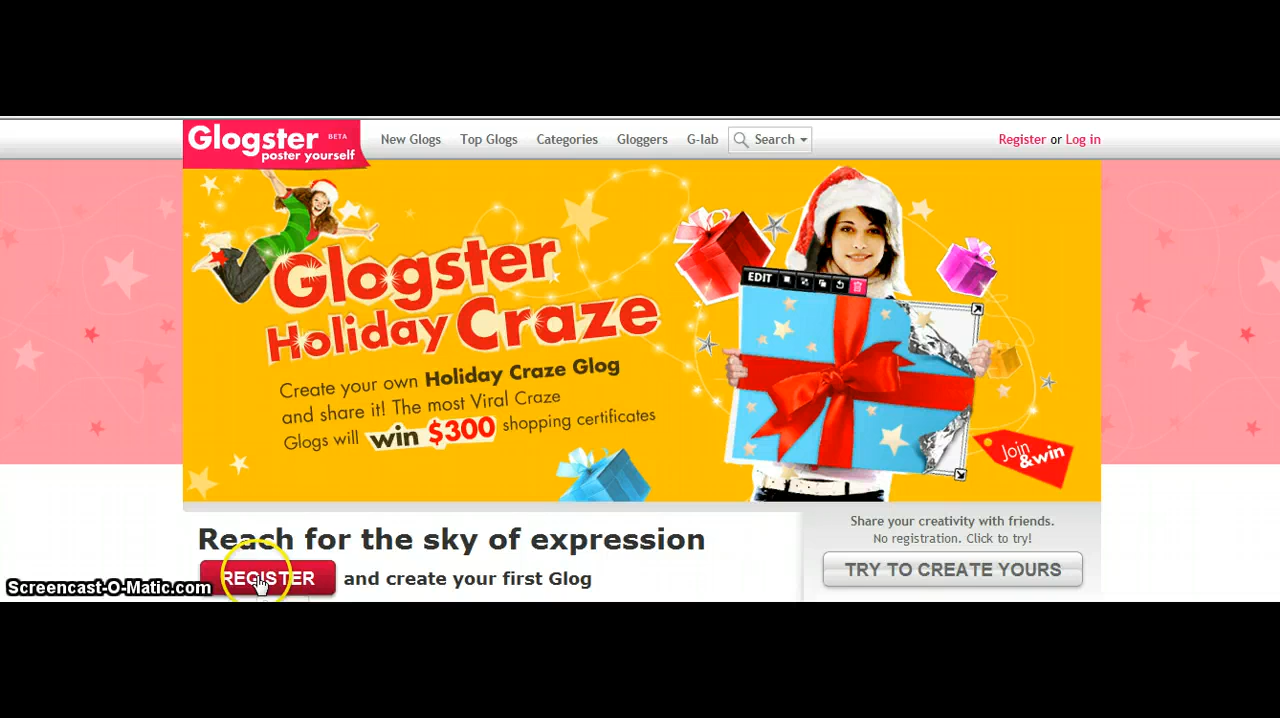 Glogster BETA
poster yourself
New Glogs Top Glogs Categories Gloggers G-lab Search
Register or Log in
Glogster
Holiday Craze
Create your own Holiday Craze Glog
and share it! The most Viral Craze
Glogs will win $300 shopping certificates
EDIT
Join
&win
Reach for the sky of expression
REGISTER and create your first Glog
Share your creativity with friends.
No registration. Click to try!
TRY TO CREATE YOURS
Screencast-O-Matic.com